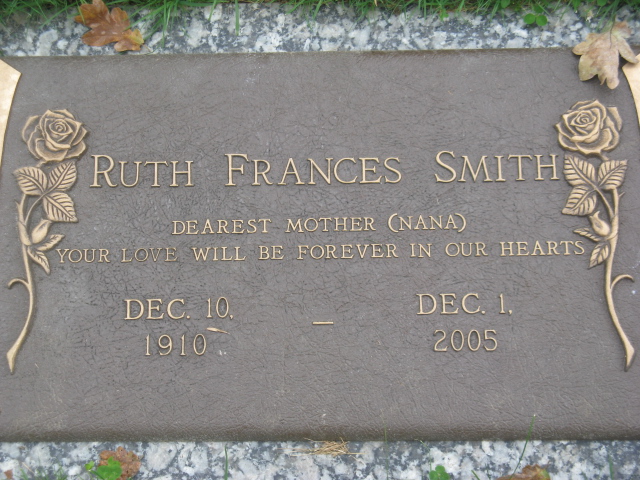 RUTH FRANCES SMITH
DEAREST MOTHER (NANA)
YOUR LOVE WILL BE FOREVER IN OUR HEARTS
DEC. 10, 1910 – DEC. 1, 2005